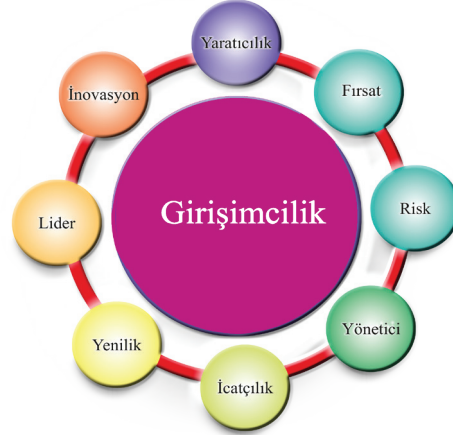 Yaratıcılık
Fırsat
Risk
Yönetici
İcatçılık
Yenilik
Lider
İnovasyon
Girişimcilik